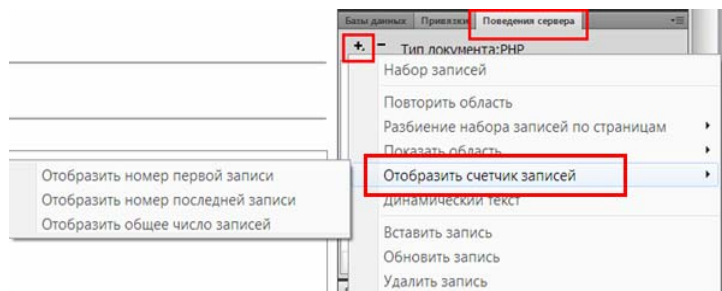 Базы данных Привязки Поведения сервера
+ - Тип документа:PHP
Набор записей
Повторить область
Разбиение набора записей по страницам
Показать область
Отобразить счетчик записей
Динамический текст
Вставить запись
Обновить запись
Удалить запись
Отобразить номер первой записи
Отобразить номер последней записи
Отобразить общее число записей